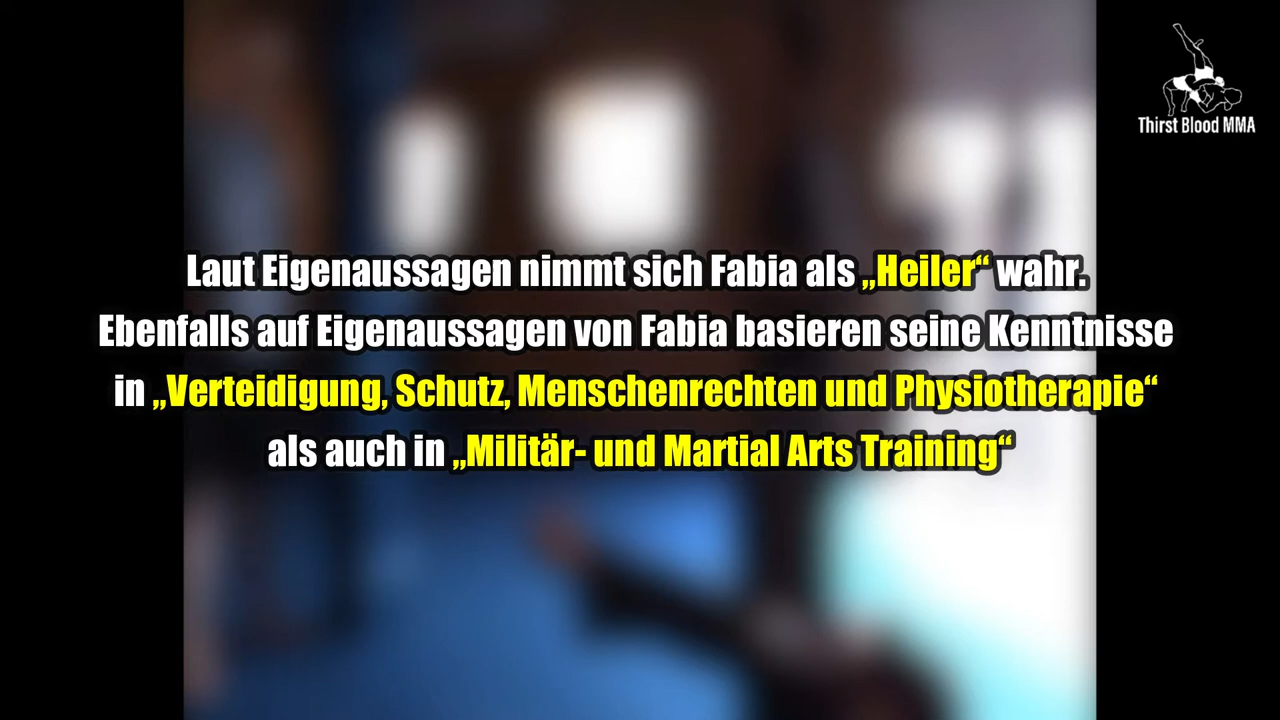 Thirst Blood MMA
Laut Eigenaussagen nimmt sich Fabia als „Heiler“ wahr.
Ebenfalls auf Eigenaussagen von Fabia basieren seine Kenntnisse
in „Verteidigung, Schutz, Menschenrechten und Physiotherapie“
als auch in „Militär- und Martial Arts Training“